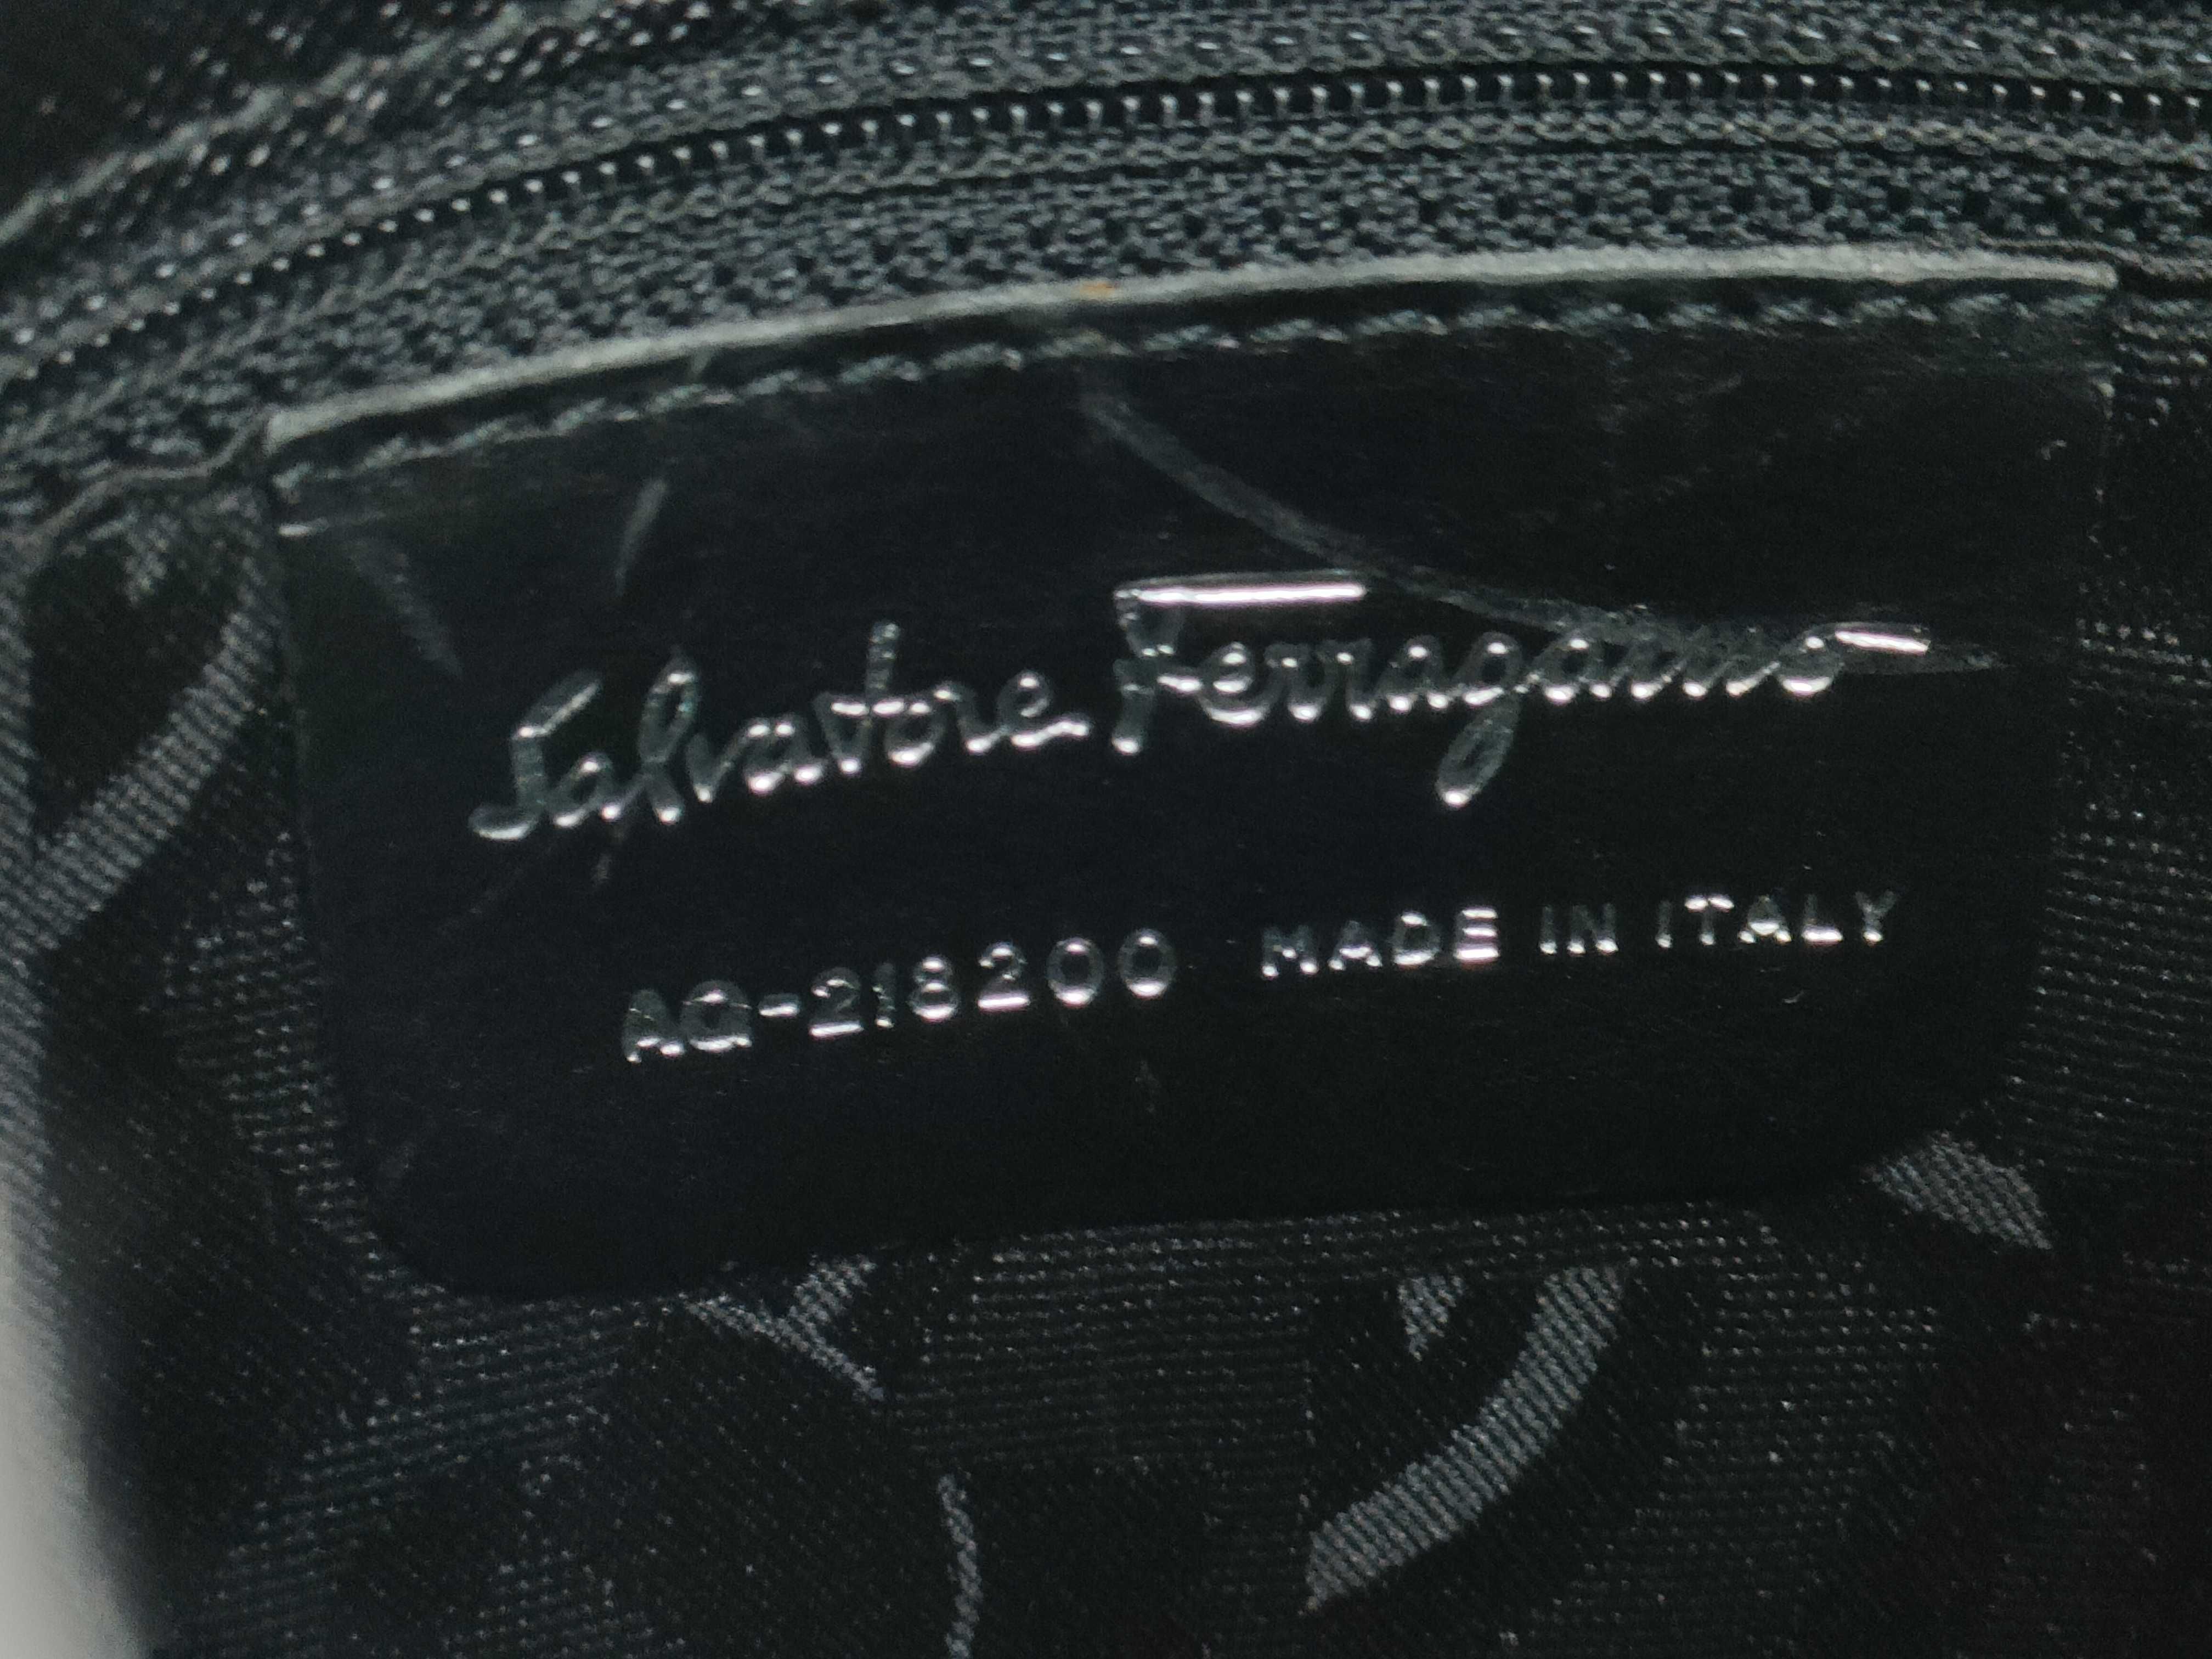 Salvatore Ferragamo
AQ-218200 MADE IN ITALY